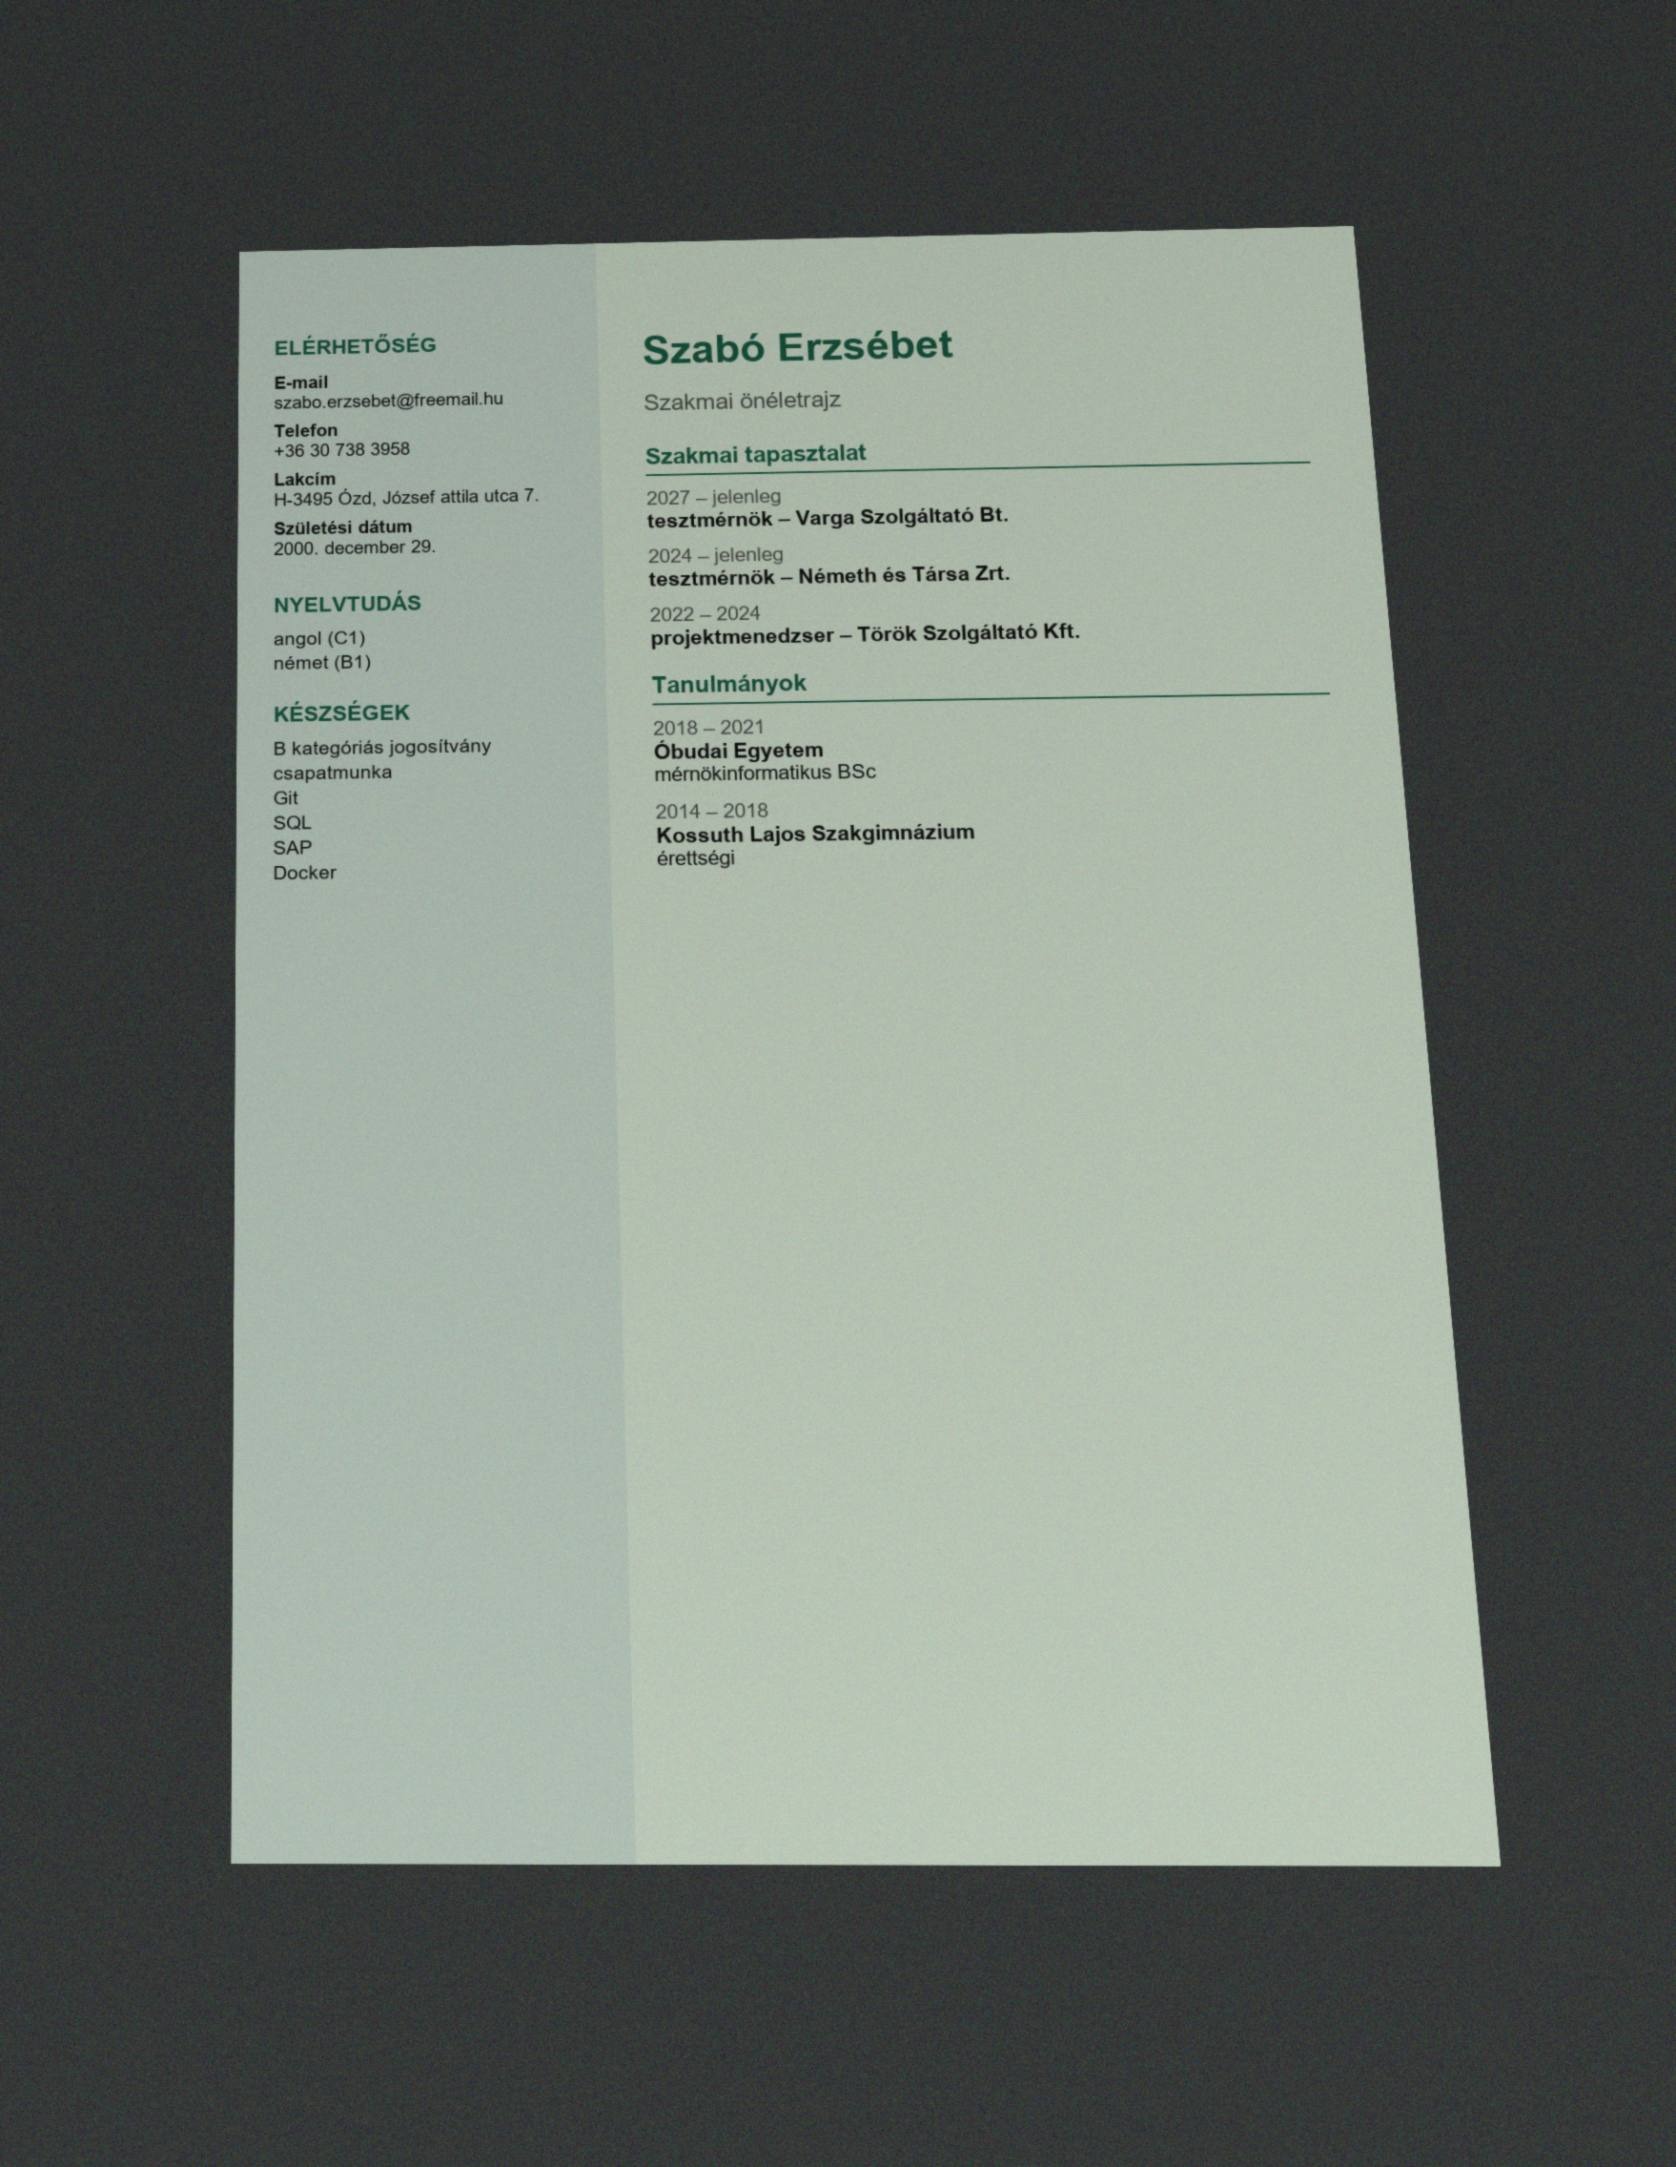 ELÉRHETŐSÉG
E-mail
szabo.erzsebet@freemail.hu
Telefon
+36 30 738 3958
Lakcím
H-3495 Ózd, József attila utca 7.
Születési dátum
2000. december 29.
NYELVTUDÁS
angol (C1)
német (B1)
KÉSZSÉGEK
B kategóriás jogosítvány
csapatmunka
Git
SQL
SAP
Docker
Szabó Erzsébet
Szakmai önéletrajz
Szakmai tapasztalat
2027 – jelenleg
tesztmérnök – Varga Szolgáltató Bt.
2024 – jelenleg
tesztmérnök – Németh és Társa Zrt.
2022 – 2024
projektmenedzser – Török Szolgáltató Kft.
Tanulmányok
2018 – 2021
Óbudai Egyetem
mérnökinformatikus BSc
2014 – 2018
Kossuth Lajos Szakgimnázium
érettségi